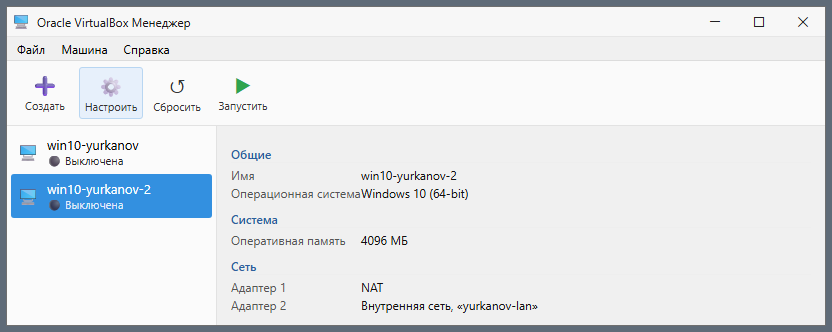 Oracle VirtualBox Менеджер
Файл Машина Справка
Создать Настроить Сбросить Запустить
win10-yurkanov
Выключена
win10-yurkanov-2
Выключена
Общие
Имя win10-yurkanov-2
Операционная система Windows 10 (64-bit)
Система
Оперативная память 4096 МБ
Сеть
Адаптер 1 NAT
Адаптер 2 Внутренняя сеть, «yurkanov-lan»